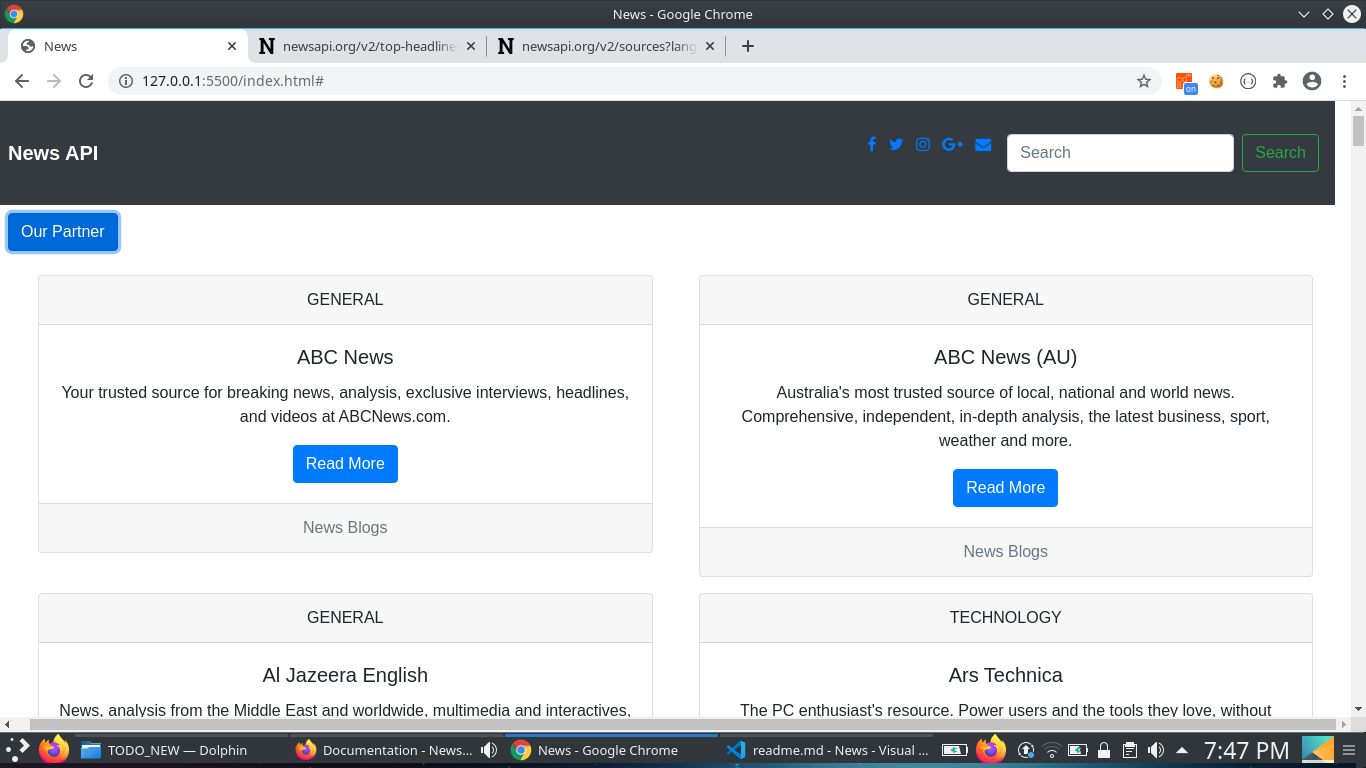 News - Google Chrome
News
N newsapi.org/v2/top-headline
N newsapi.org/v2/sources?lang
127.0.0.1:5500/index.html#
on
News API
Search
Search
Our Partner
GENERAL
ABC News
Your trusted source for breaking news, analysis, exclusive interviews, headlines,
and videos at ABCNews.com.
Read More
News Blogs
GENERAL
ABC News (AU)
Australia's most trusted source of local, national and world news.
Comprehensive, independent, in-depth analysis, the latest business, sport,
weather and more.
Read More
News Blogs
GENERAL
Al Jazeera English
News, analysis from the Middle East and worldwide, multimedia and interactives,
TECHNOLOGY
Ars Technica
The PC enthusiast's resource. Power users and the tools they love, without
TODO_NEW — Dolphin
Documentation - News...
News - Google Chrome
readme.md - News - Visual ...
7:47 PM